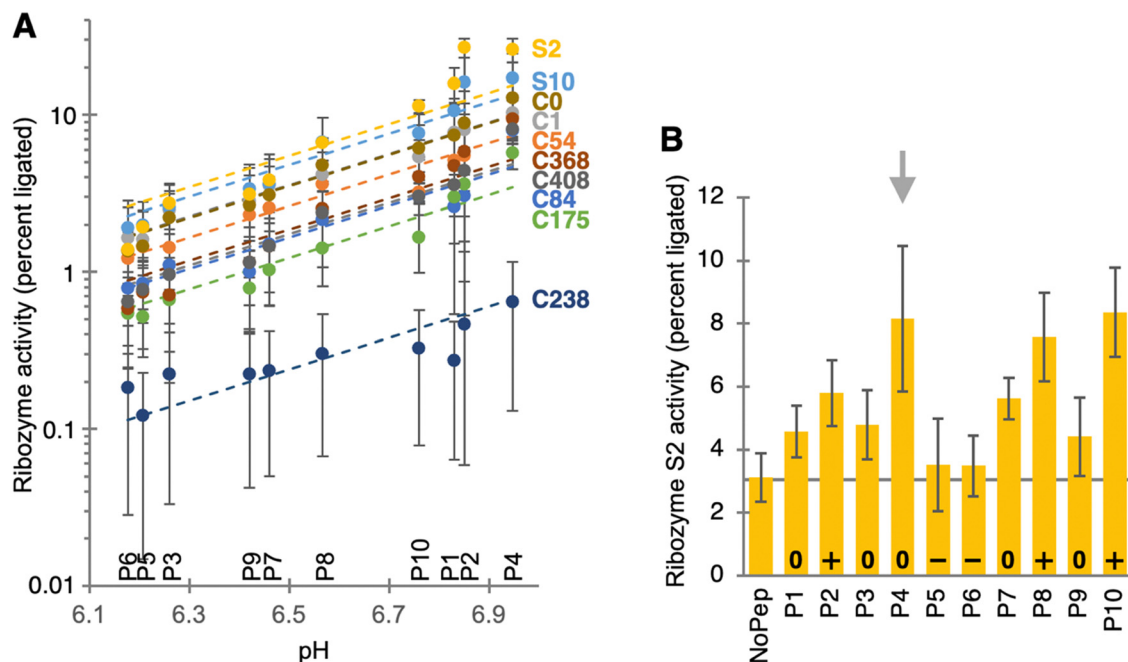 A
Ribozyme activity (percent ligated)
10
1
0.1
0.01
S2
S10
C0
C1
C54
C368
C408
C84
C175
C238
P6
P5
P3
P9
P7
P8
P10
P1
P2
P4
6.1
6.3
6.5
6.7
6.9
pH
B
Ribozyme S2 activity (percent ligated)
12
10
8
6
4
2
0
0
+
0
0
–
–
0
+
0
+
NoPep
P1
P2
P3
P4
P5
P6
P7
P8
P9
P10